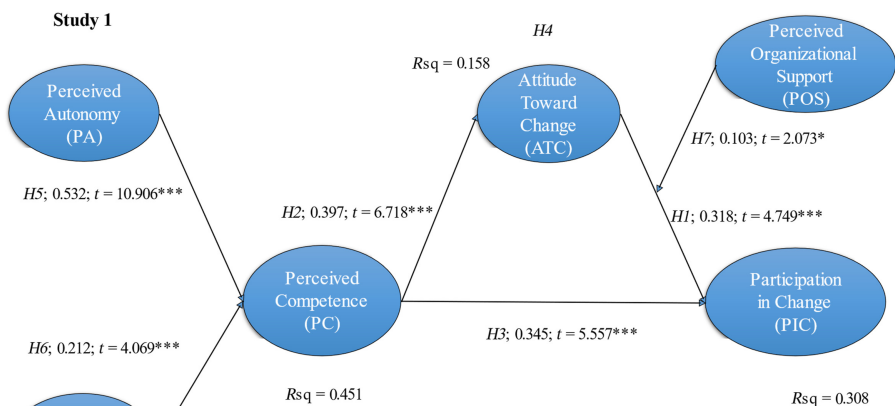 Study 1
H4
Perceived
Organizational
Support
(POS)
Rsq = 0.158
Perceived
Autonomy
(PA)
Attitude
Toward
Change
(ATC)
H7; 0.103; t = 2.073*
H5; 0.532; t = 10.906***
H2; 0.397; t = 6.718***
H1; 0.318; t = 4.749***
Perceived
Competence
(PC)
Participation
in Change
(PIC)
H3; 0.345; t = 5.557***
H6; 0.212; t = 4.069***
Rsq = 0.451
Rsq = 0.308